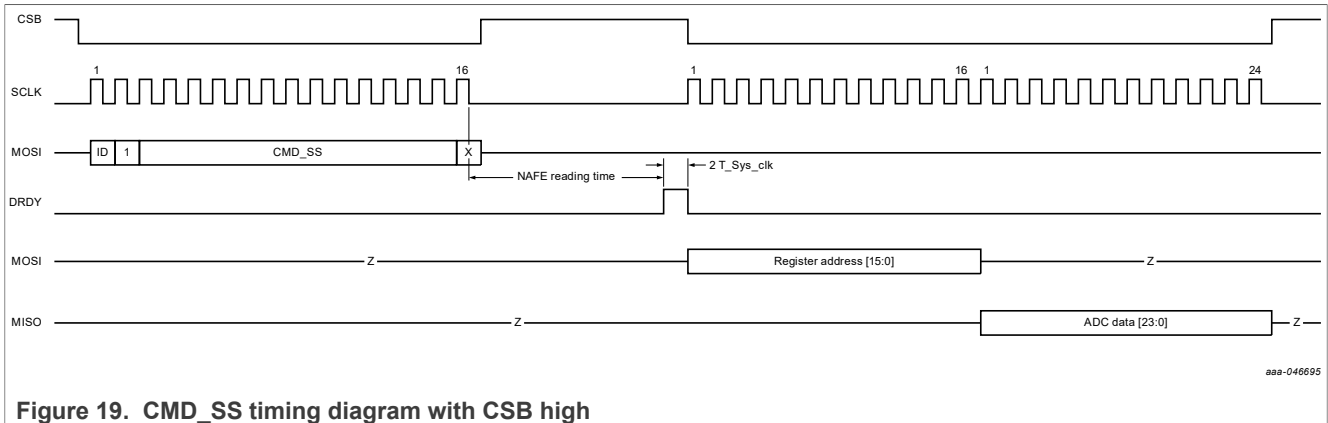 CSB
1 16 1 16 1 24
SCLK
MOSI ID 1 CMD_SS X
2 T_Sys_clk
NAFE reading time
DRDY
MOSI Z Register address [15:0] Z
MISO Z ADC data [23:0] Z
aaa-046695
Figure 19. CMD_SS timing diagram with CSB high